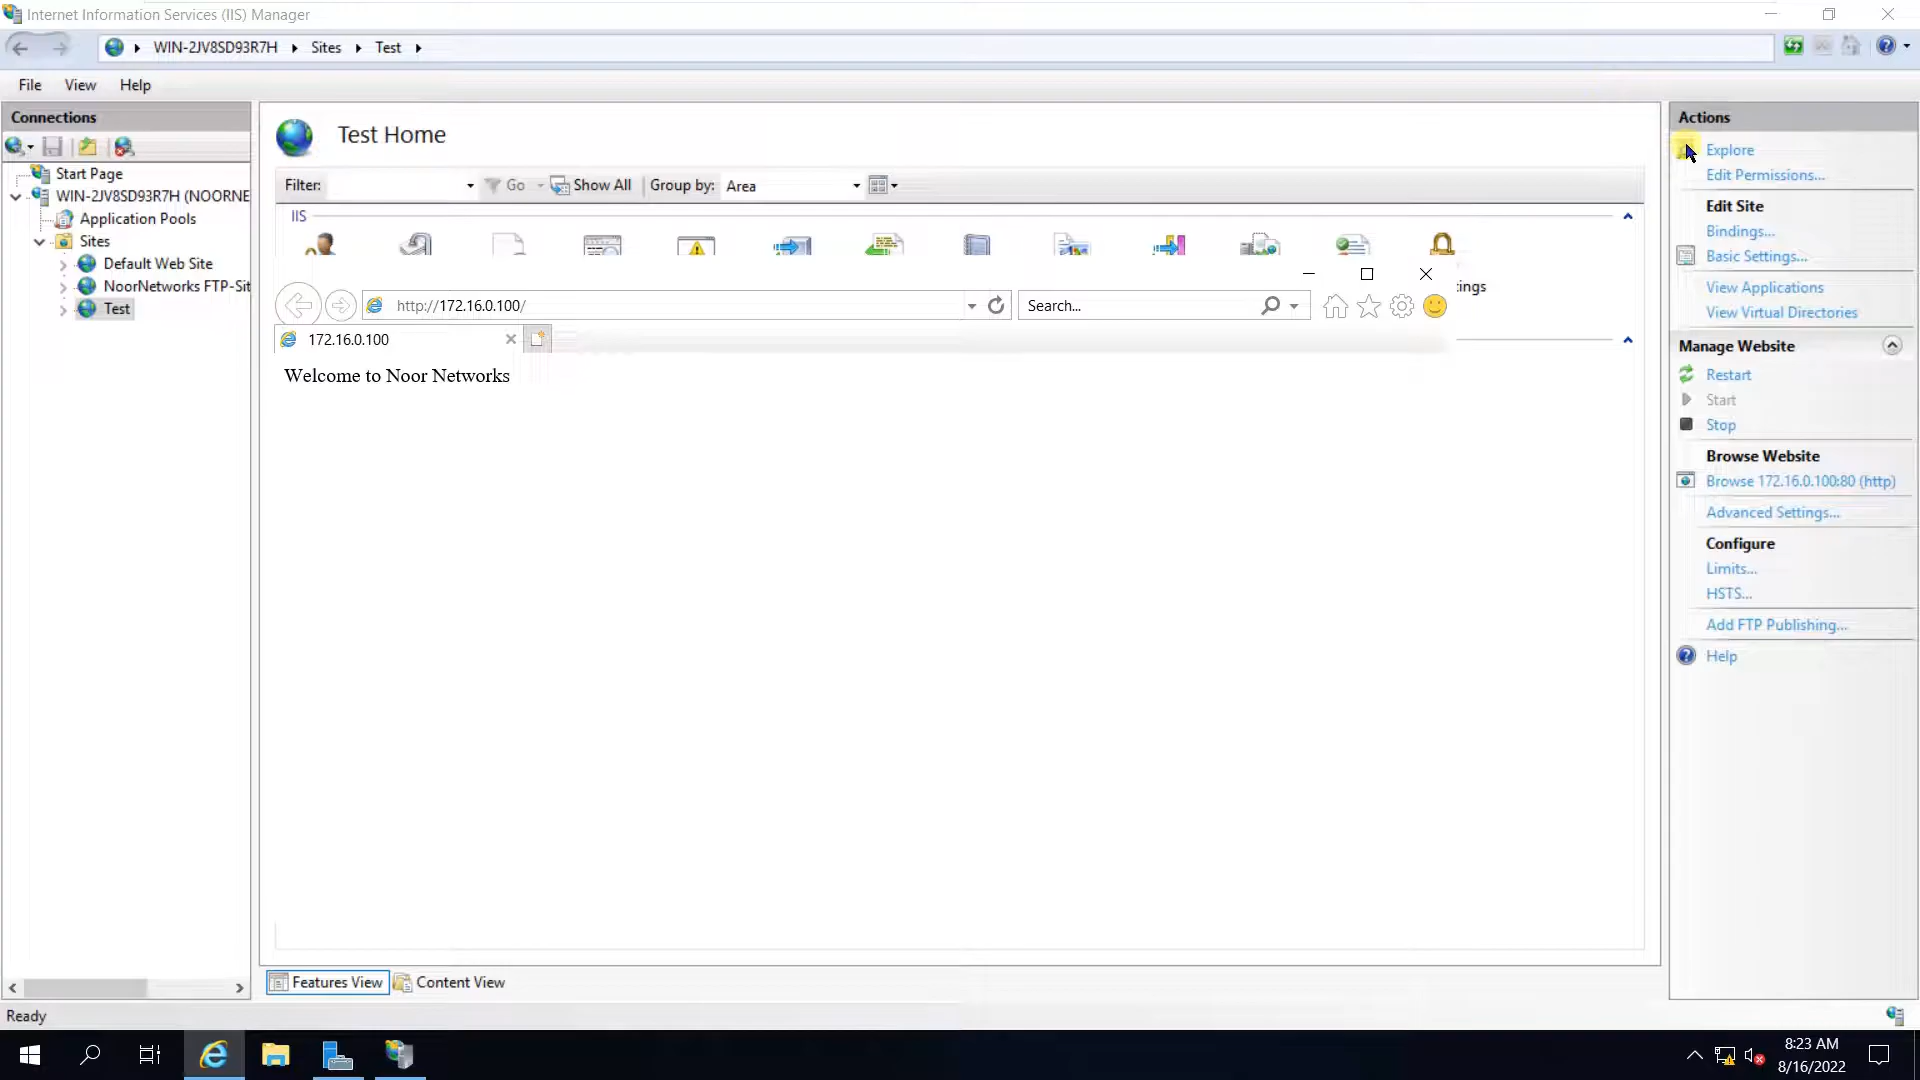 Internet Information Services (IIS) Manager
WIN-2JV8SD93R7H Sites Test
File View Help
Connections
Start Page
WIN-2JV8SD93R7H (NOORNE
Application Pools
Sites
Default Web Site
NoorNetworks FTP-Sit
Test
Test Home
Filter: Go Show All Group by: Area
IIS
ings
http://172.16.0.100/ Search...
172.16.0.100
Welcome to Noor Networks
Features View Content View
Actions
Explore
Edit Permissions...
Edit Site
Bindings...
Basic Settings...
View Applications
View Virtual Directories
Manage Website
Restart
Start
Stop
Browse Website
Browse 172.16.0.100:80 (http)
Advanced Settings...
Configure
Limits...
HSTS...
Add FTP Publishing...
Help
Ready
8:23 AM
8/16/2022